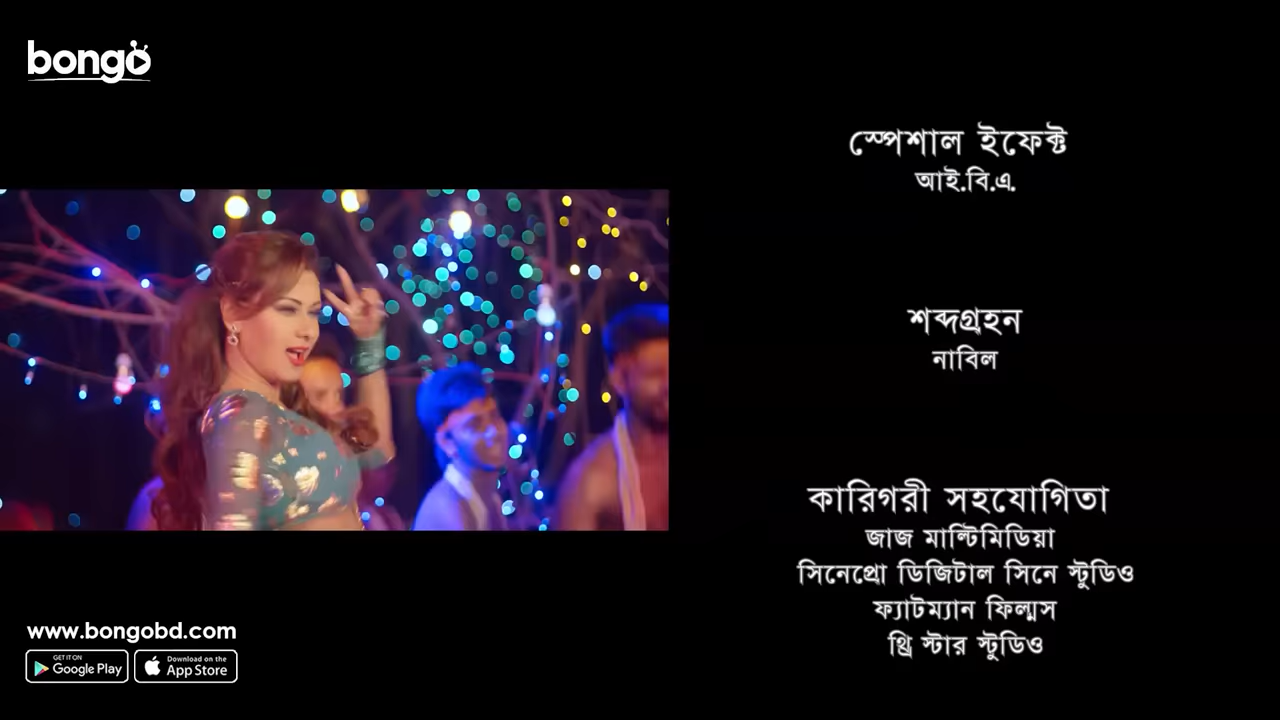 bongo
স্পেশাল ইফেক্ট
আই.বি.এ.
শব্দগ্রহন
নাবিল
কারিগরী সহযোগিতা
জাজ মাল্টিমিডিয়া
সিনেপ্রো ডিজিটাল সিনে স্টুডিও
ফ্যাটম্যান ফিল্মস
থ্রি স্টার স্টুডিও
www.bongobd.com
GET IT ON
Google Play
Download on the
App Store